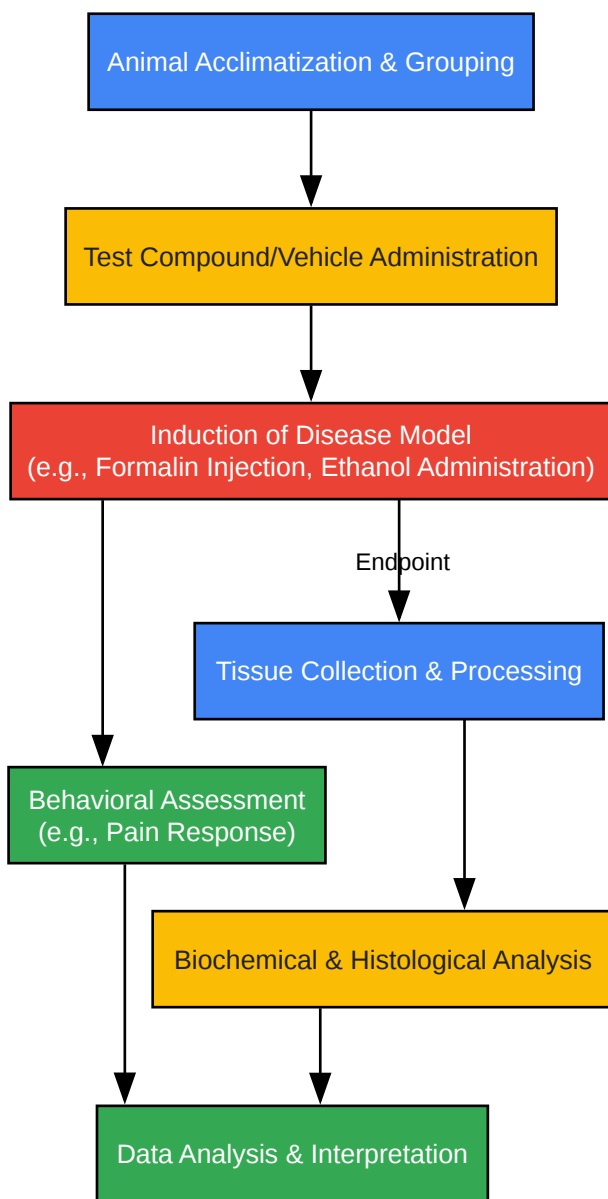 Animal Acclimatization & Grouping
Test Compound/Vehicle Administration
Induction of Disease Model
(e.g., Formalin Injection, Ethanol Administration)
Endpoint
Tissue Collection & Processing
Behavioral Assessment
(e.g., Pain Response)
Biochemical & Histological Analysis
Data Analysis & Interpretation